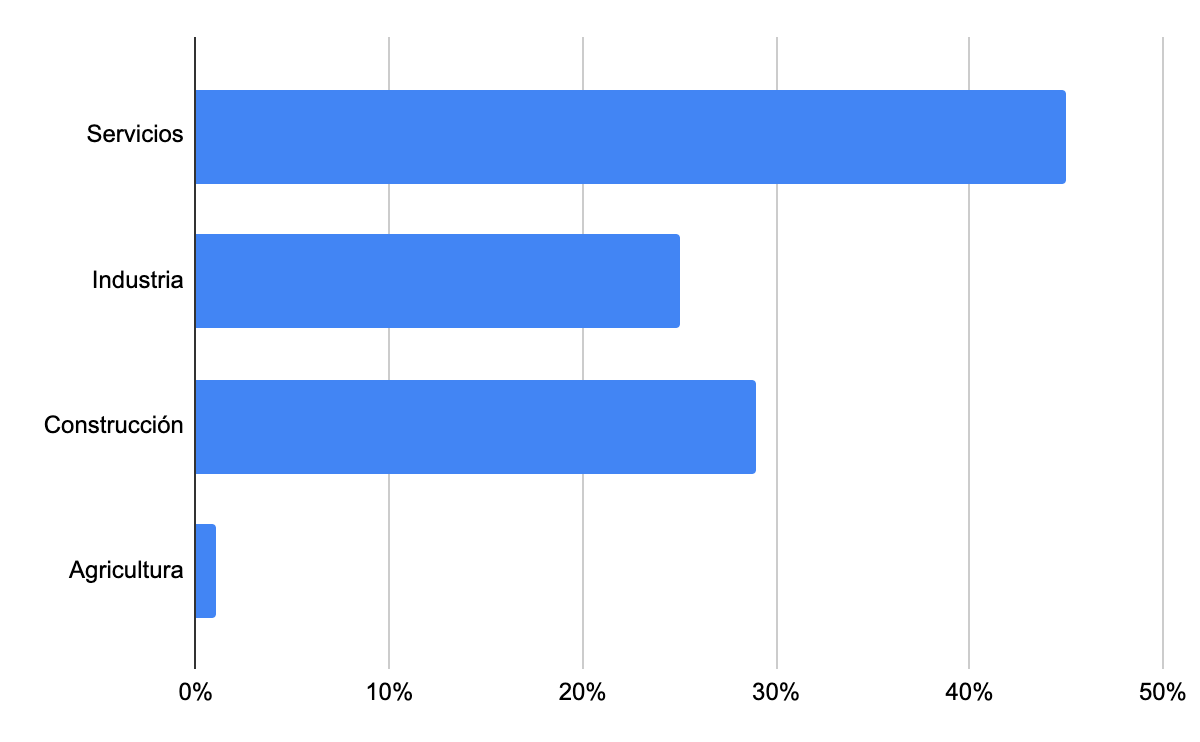 Servicios
Industria
Construcción
Agricultura
0% 10% 20% 30% 40% 50%